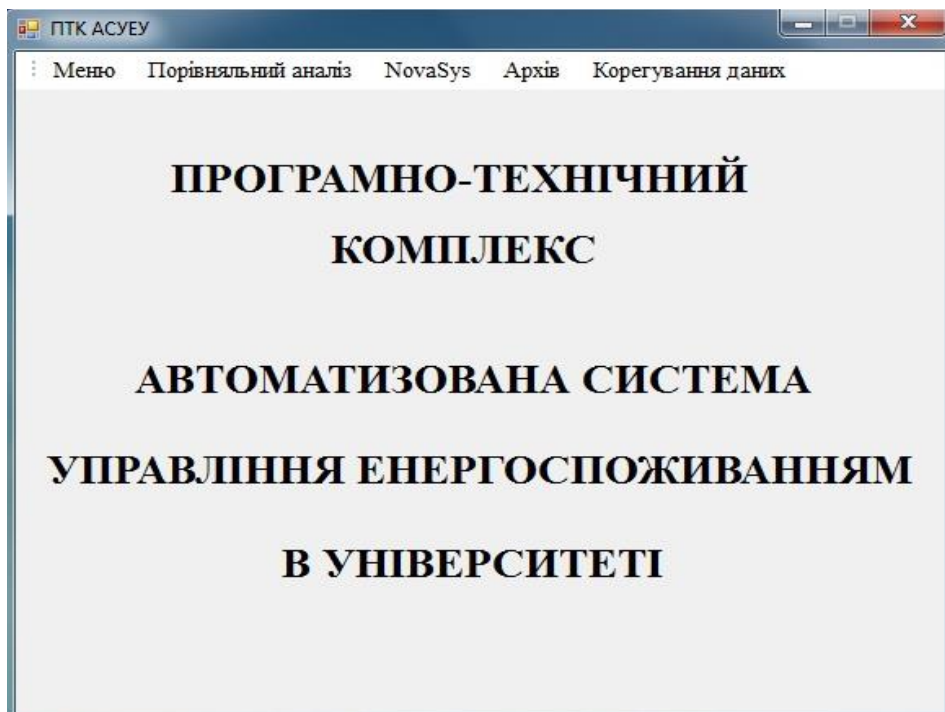 ПТК АСУЕУ
Меню Порівняльний аналіз NovaSys Архів Корегування даних
ПРОГРАМНО-ТЕХНІЧНИЙ
КОМПЛЕКС
АВТОМАТИЗОВАНА СИСТЕМА
УПРАВЛІННЯ ЕНЕРГОСПОЖИВАННЯМ
В УНІВЕРСИТЕТІ